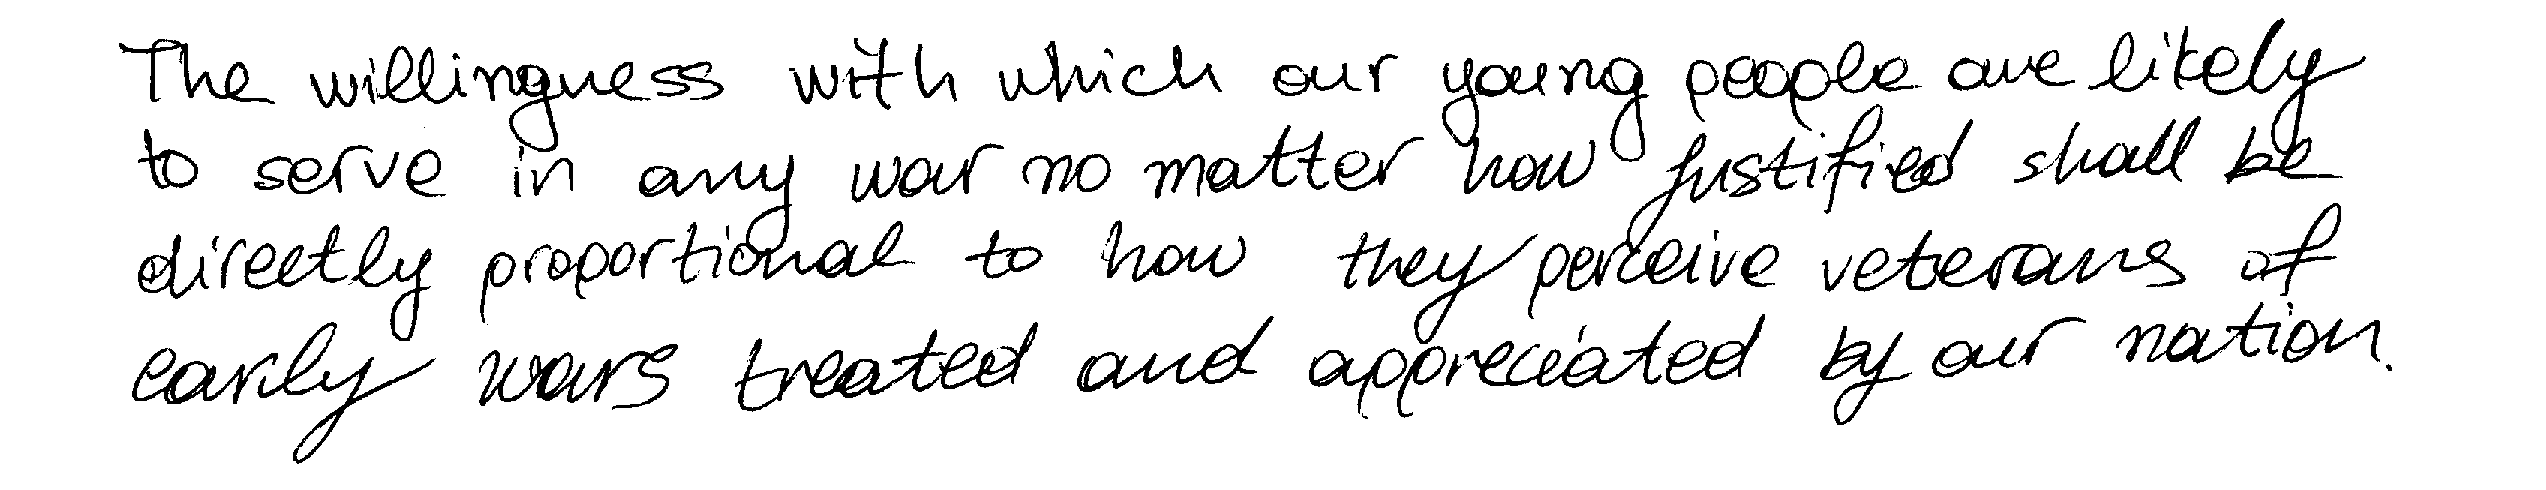 The willingness with which our young people are likely
to serve in any war no matter how justified shall be
directly proportional to how they perceive veterans of
early wars treated and appreciated by our nation.